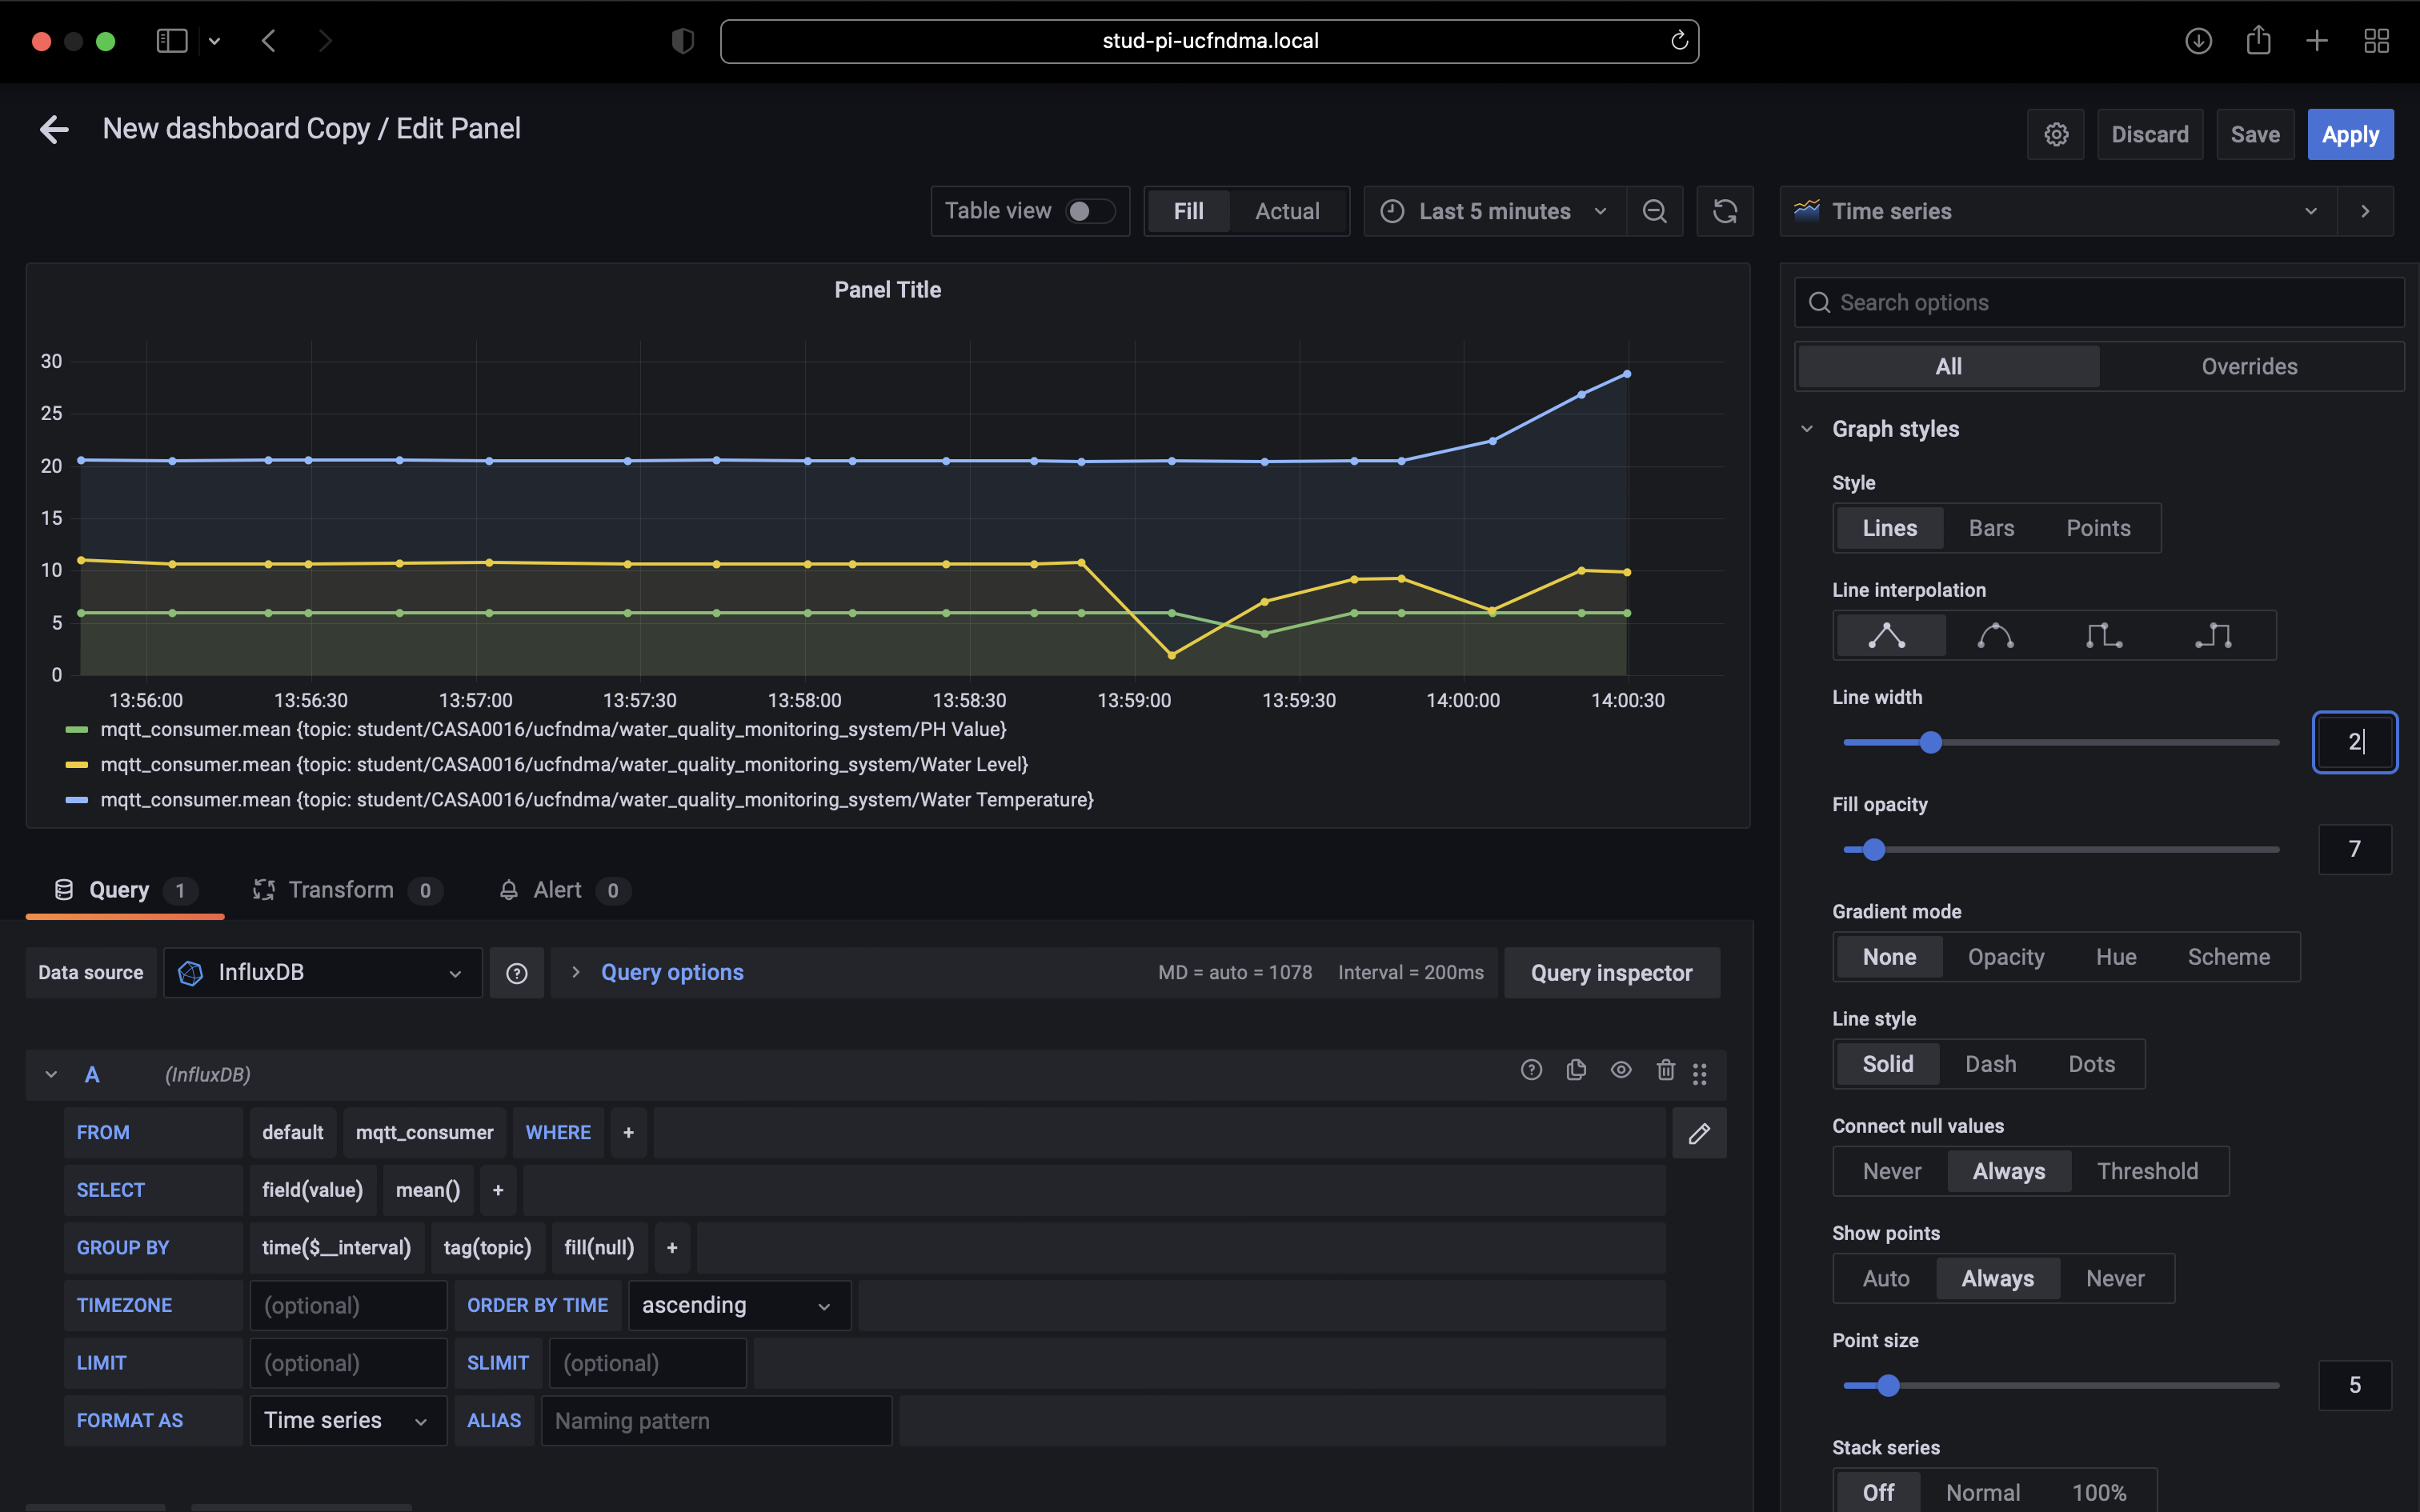 stud-pi-ucfndma.local
New dashboard Copy / Edit Panel
Discard Save Apply
Table view Fill Actual Last 5 minutes Time series
Panel Title
30
25
20
15
10
5
0
13:56:00 13:56:30 13:57:00 13:57:30 13:58:00 13:58:30 13:59:00 13:59:30 14:00:00 14:00:30
mqtt_consumer.mean {topic: student/CASA0016/ucfndma/water_quality_monitoring_system/PH Value}
mqtt_consumer.mean {topic: student/CASA0016/ucfndma/water_quality_monitoring_system/Water Level}
mqtt_consumer.mean {topic: student/CASA0016/ucfndma/water_quality_monitoring_system/Water Temperature}
Query 1 Transform 0 Alert 0
Data source InfluxDB Query options MD = auto = 1078 Interval = 200ms Query inspector
A (InfluxDB)
FROM default mqtt_consumer WHERE +
SELECT field(value) mean() +
GROUP BY time($__interval) tag(topic) fill(null) +
TIMEZONE (optional) ORDER BY TIME ascending
LIMIT (optional) SLIMIT (optional)
FORMAT AS Time series ALIAS Naming pattern
Search options
All Overrides
Graph styles
Style
Lines Bars Points
Line interpolation
Line width
2
Fill opacity
7
Gradient mode
None Opacity Hue Scheme
Line style
Solid Dash Dots
Connect null values
Never Always Threshold
Show points
Auto Always Never
Point size
5
Stack series
Off Normal 100%